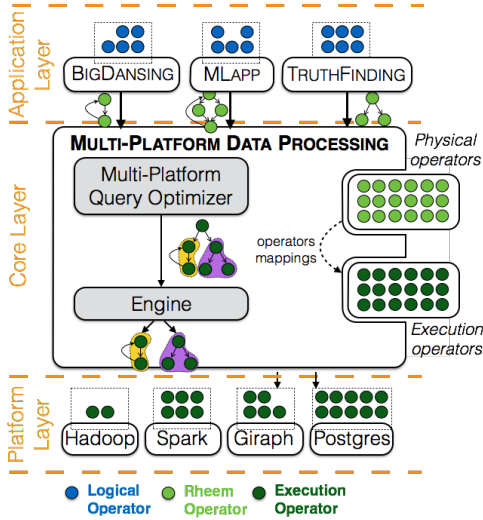 Application
Layer
BIGDANSING
MLAPP
TRUTHFINDING
Core Layer
MULTI-PLATFORM DATA PROCESSING
Multi-Platform
Query Optimizer
Engine
Physical
operators
operators
mappings
Execution
operators
Platform
Layer
Hadoop
Spark
Giraph
Postgres
Logical
Operator
Rheem
Operator
Execution
Operator